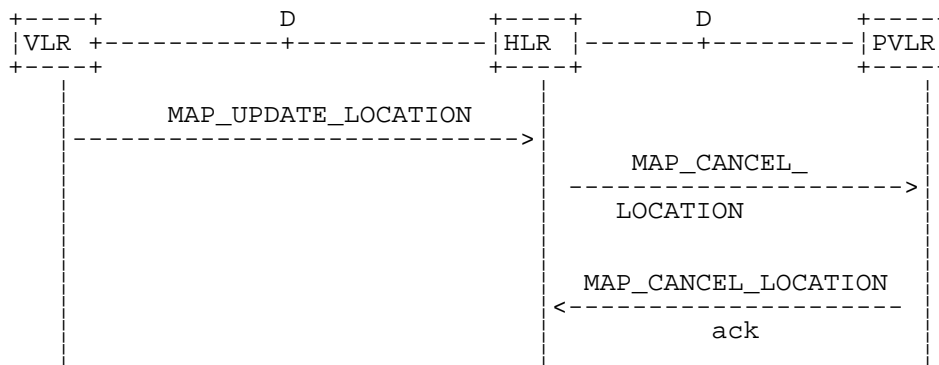 D D
VLR HLR PVLR
MAP_UPDATE_LOCATION
MAP_CANCEL_
LOCATION
MAP_CANCEL_LOCATION
ack